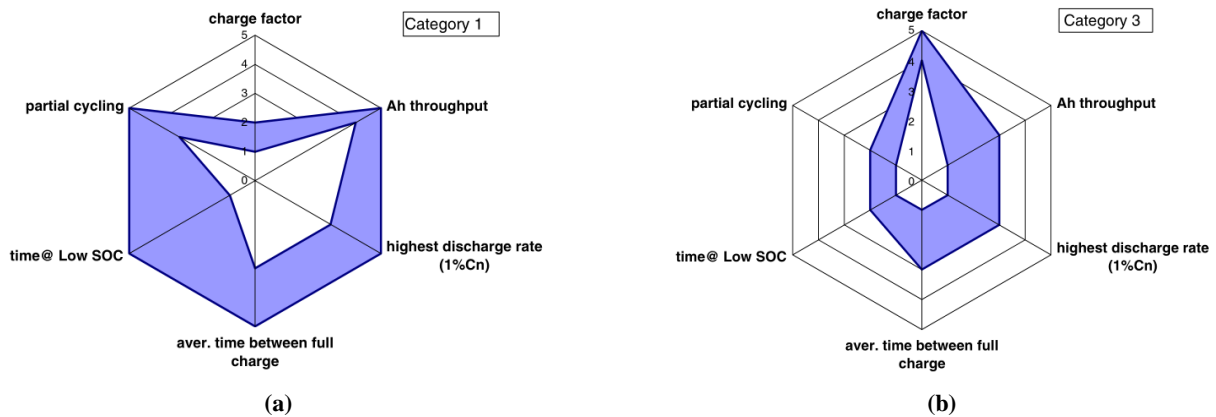 charge factor
Category 1
5
4
3
2
1
0
partial cycling
Ah throughput
time@ Low SOC
highest discharge rate
(1%Cn)
aver. time between full
charge
(a)
charge factor
Category 3
5
4
3
2
1
0
partial cycling
Ah throughput
time@ Low SOC
highest discharge rate
(1%Cn)
aver. time between full
charge
(b)